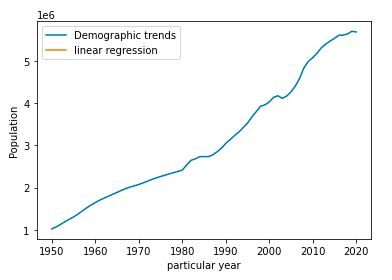 1e6
Demographic trends
linear regression
5
4
3
2
1
Population
1950 1960 1970 1980 1990 2000 2010 2020
particular year